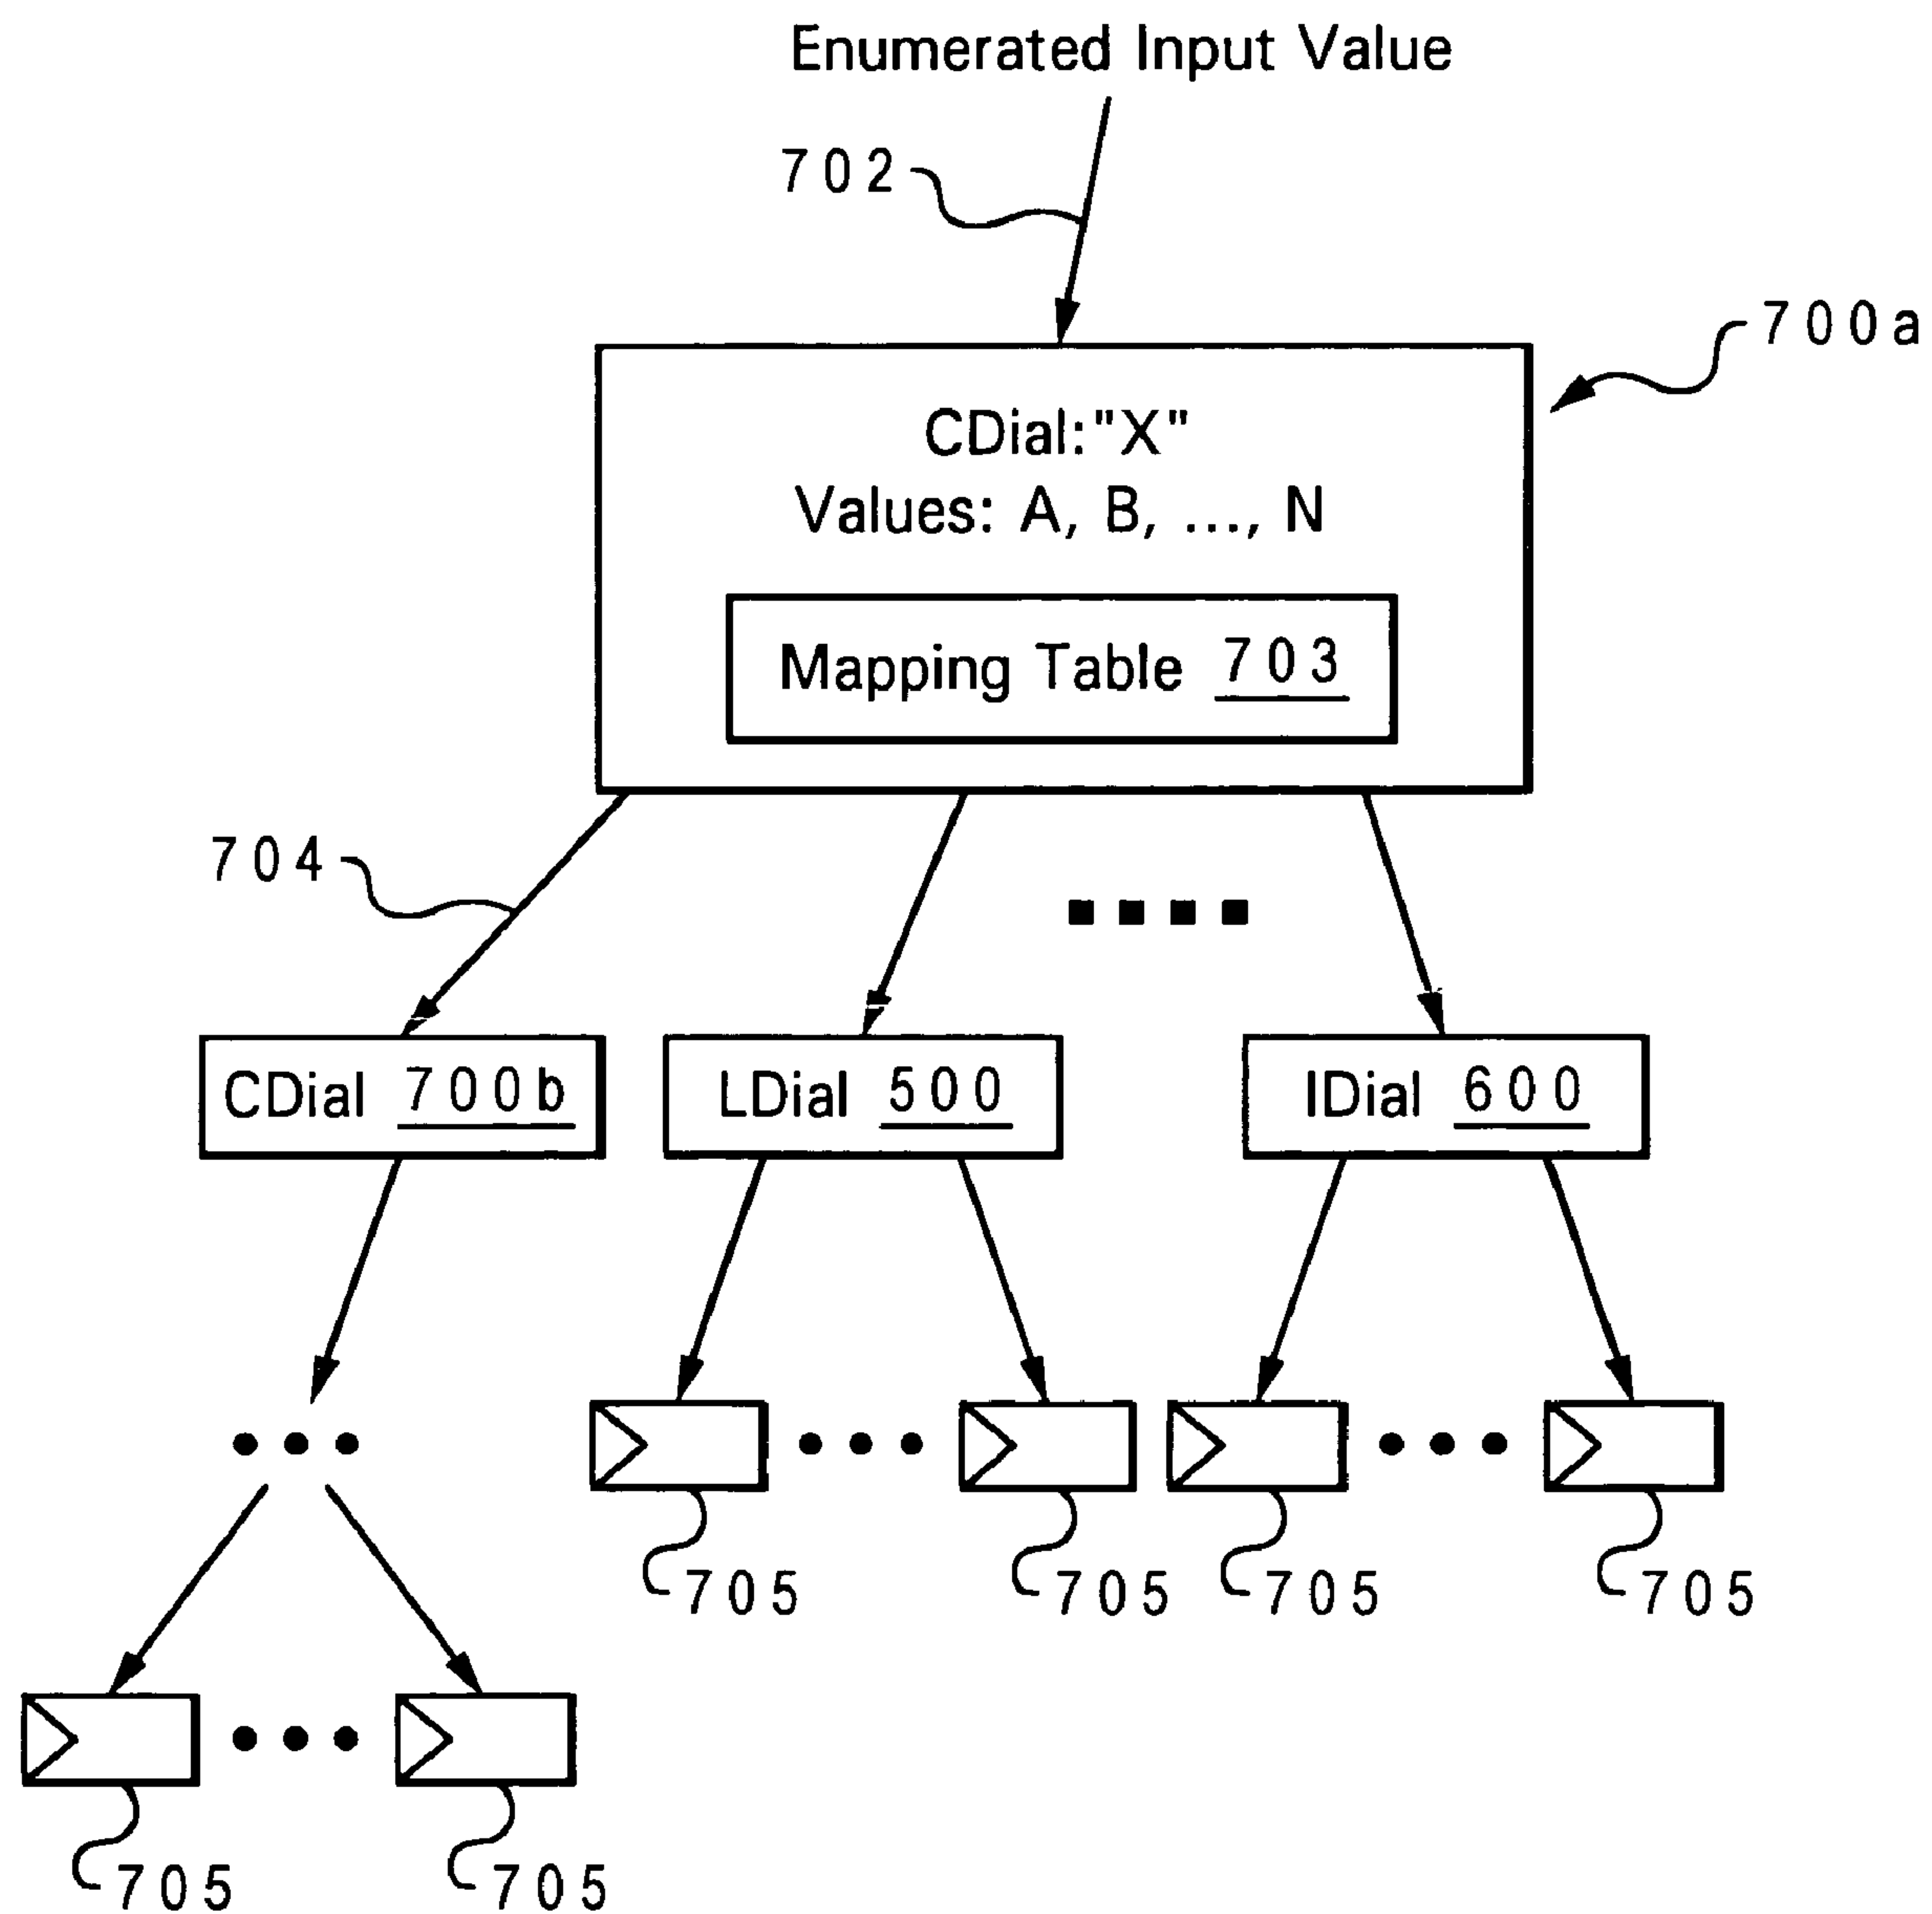 Enumerated Input Value
702
700a
CDial:"X"
Values: A, B, ..., N
Mapping Table 703
704
CDial 700b
LDial 500
IDial 600
705
705
705
705
705
705